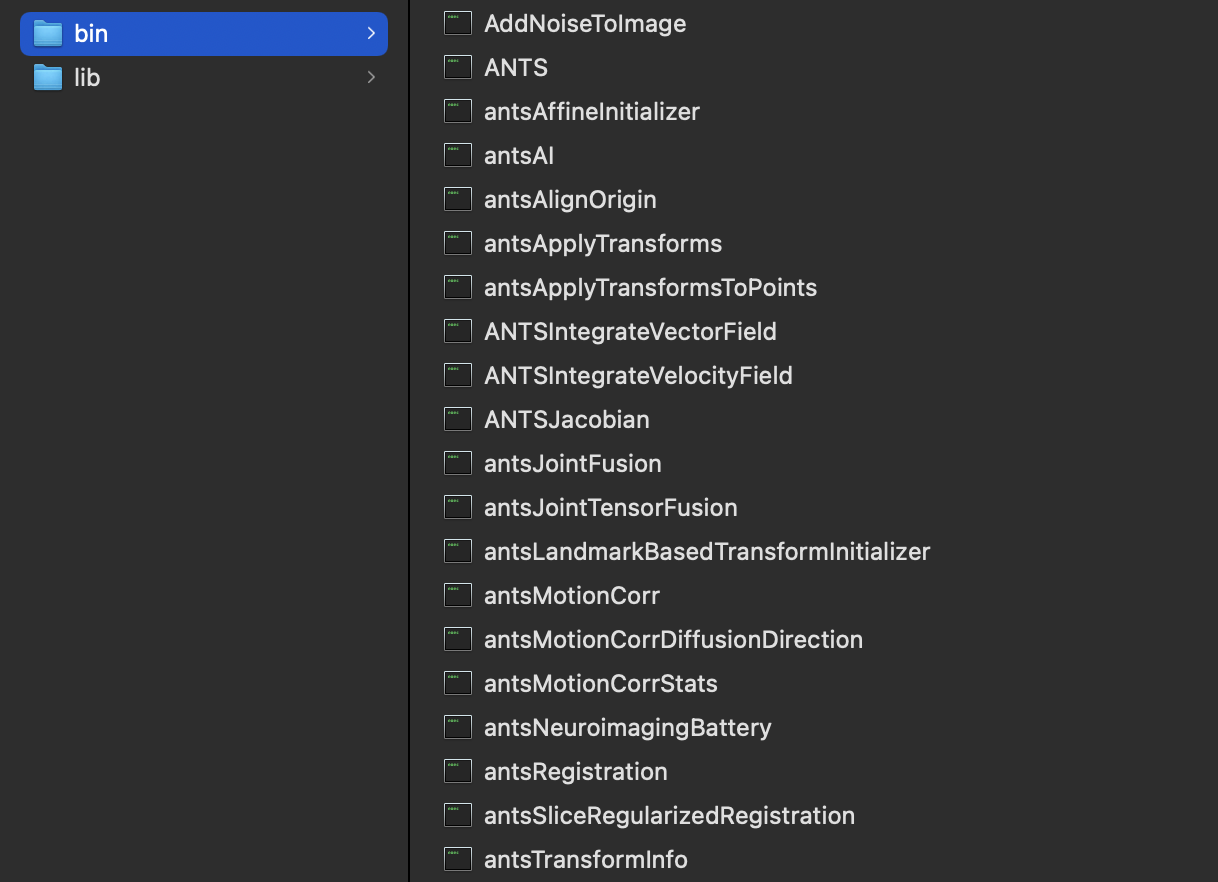 bin
lib
AddNoiseToImage
ANTS
antsAffineInitializer
antsAI
antsAlignOrigin
antsApplyTransforms
antsApplyTransformsToPoints
ANTSIntegrateVectorField
ANTSIntegrateVelocityField
ANTSJacobian
antsJointFusion
antsJointTensorFusion
antsLandmarkBasedTransformInitializer
antsMotionCorr
antsMotionCorrDiffusionDirection
antsMotionCorrStats
antsNeuroimagingBattery
antsRegistration
antsSliceRegularizedRegistration
antsTransformInfo